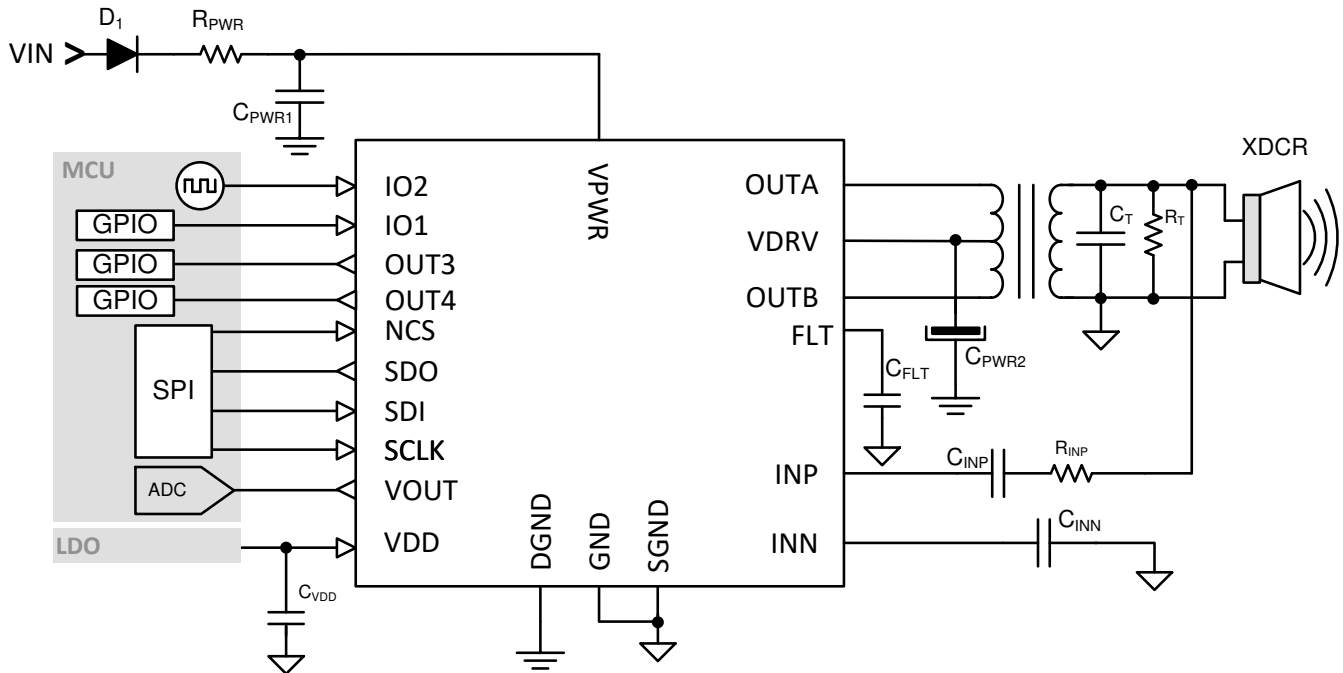 D1
RPWR
VIN
CPWR1
XDCR
MCU
VPWR
IO2
OUTA
GPIO
IO1
CT
RT
GPIO
OUT3
VDRV
GPIO
OUT4
OUTB
NCS
FLT
SPI
SDO
CFLT
CPWR2
SDI
SCLK
CINP
RINP
ADC
VOUT
INP
CINN
LDO
VDD
DGND
GND
SGND
INN
CVDD